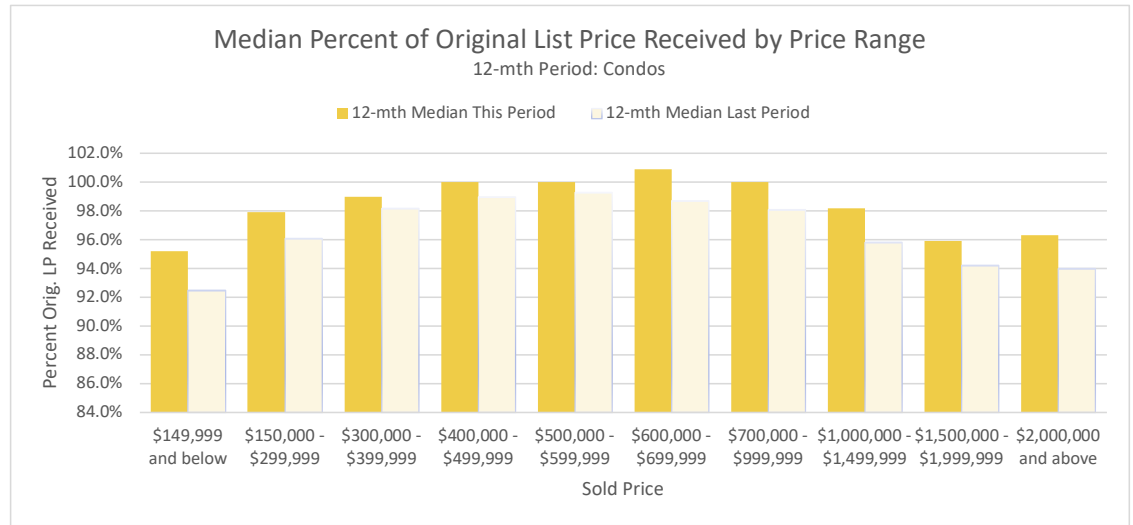 Median Percent of Original List Price Received by Price Range
12-mth Period: Condos
12-mth Median This Period 12-mth Median Last Period
Percent Orig. LP Received
102.0%
100.0%
98.0%
96.0%
94.0%
92.0%
90.0%
88.0%
86.0%
84.0%
$149,999 $150,000 - $300,000 - $400,000 - $500,000 - $600,000 - $700,000 - $1,000,000 - $1,500,000 - $2,000,000
and below $299,999 $399,999 $499,999 $599,999 $699,999 $999,999 $1,499,999 $1,999,999 and above
Sold Price